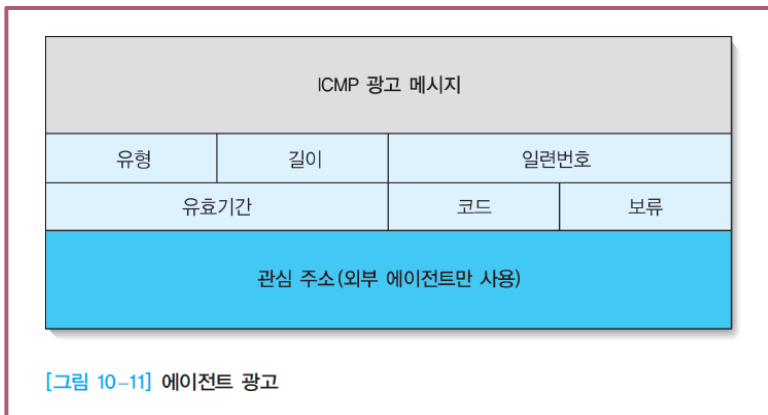 ICMP 광고 메시지
유형 길이 일련번호
유효기간 코드 보류
관심 주소(외부 에이전트만 사용)
[그림 10-11] 에이전트 광고